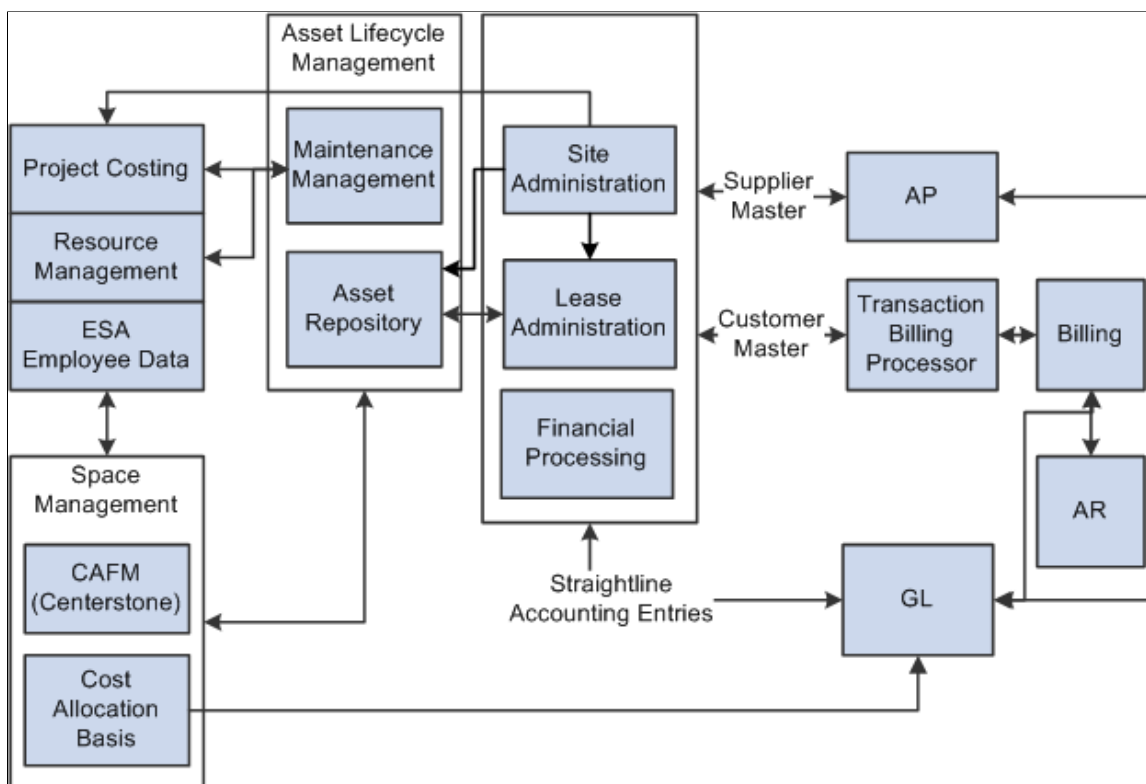 Asset Lifecycle
Management
Project Costing
Resource
Management
ESA
Employee Data
Maintenance
Management
Asset
Repository
Site
Administration
Lease
Administration
Financial
Processing
Supplier
Master
AP
Customer
Master
Transaction
Billing
Processor
Billing
AR
Space
Management
CAFM
(Centerstone)
Cost
Allocation
Basis
Straightline
Accounting Entries
GL